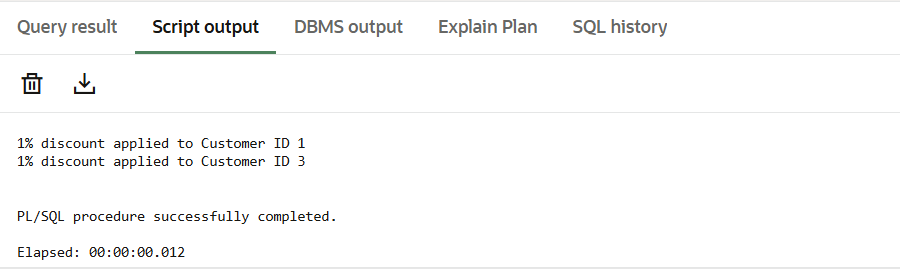 Query result Script output DBMS output Explain Plan SQL history
1% discount applied to Customer ID 1
1% discount applied to Customer ID 3
PL/SQL procedure successfully completed.
Elapsed: 00:00:00.012